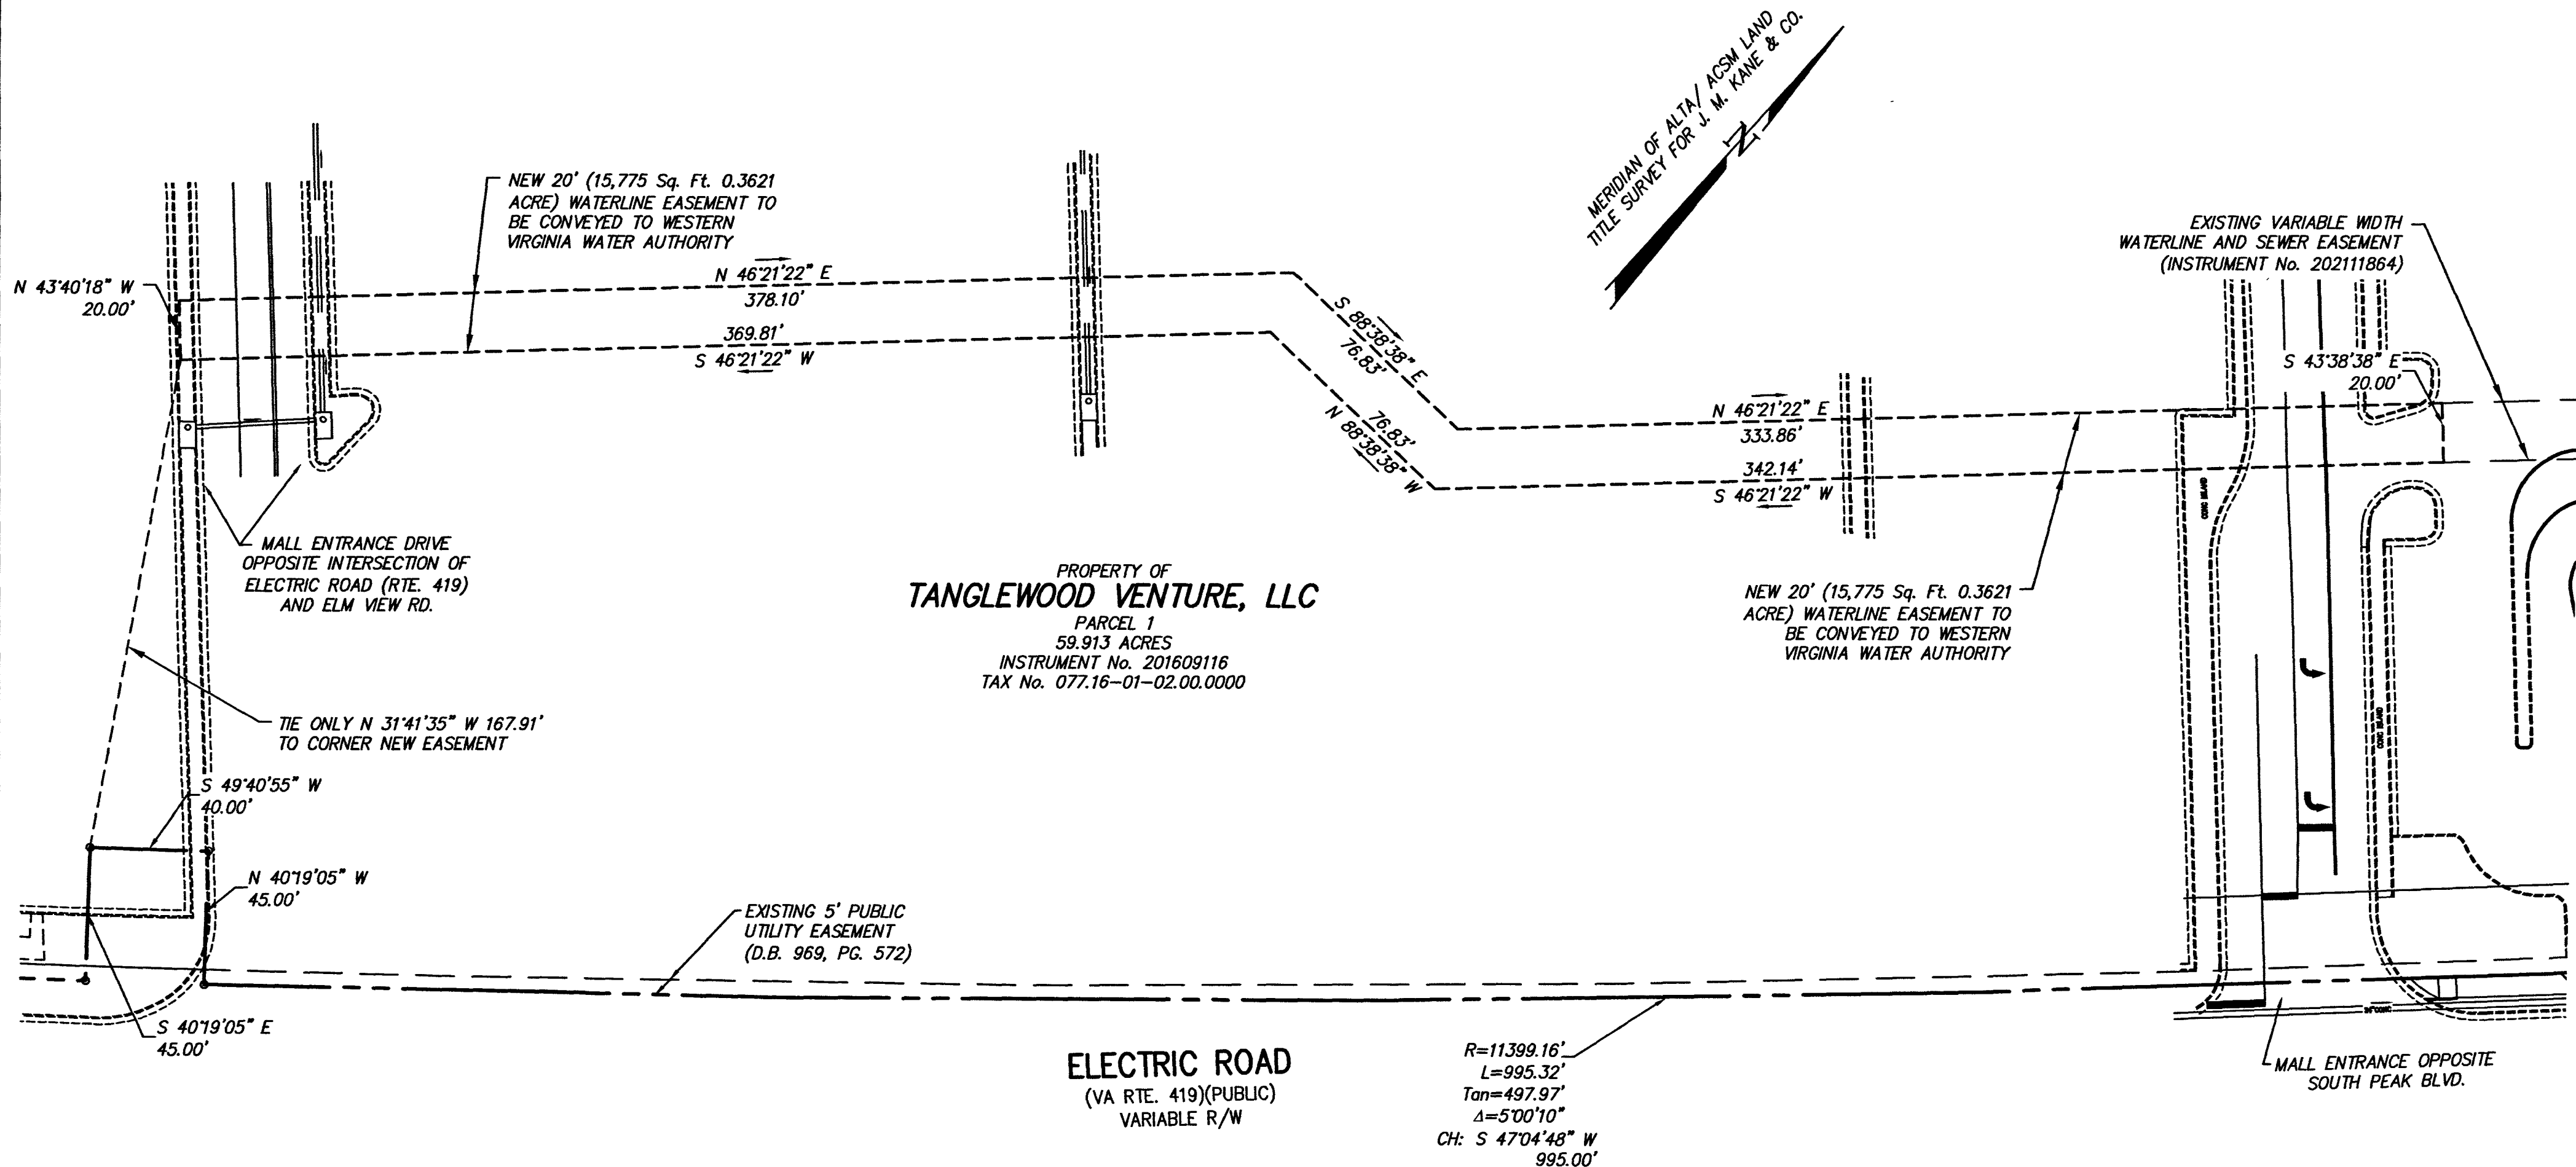 MERIDIAN OF ALTA/ ACSM LAND
TITLE SURVEY FOR J. M. KANE & CO.
N
NEW 20' (15,775 Sq. Ft. 0.3621
ACRE) WATERLINE EASEMENT TO
BE CONVEYED TO WESTERN
VIRGINIA WATER AUTHORITY
EXISTING VARIABLE WIDTH
WATERLINE AND SEWER EASEMENT
(INSTRUMENT No. 202111864)
N 43°40'18" W
20.00'
N 46°21'22" E
378.10'
369.81'
S 46°21'22" W
S 88°38'38" E
76.83'
76.83'
N 88°38'38" W
N 46°21'22" E
333.86'
342.14'
S 46°21'22" W
S 43°38'38" E
20.00'
CONC ISLAND
MALL ENTRANCE DRIVE
OPPOSITE INTERSECTION OF
ELECTRIC ROAD (RTE. 419)
AND ELM VIEW RD.
PROPERTY OF
TANGLEWOOD VENTURE, LLC
PARCEL 1
59.913 ACRES
INSTRUMENT No. 201609116
TAX No. 077.16-01-02.00.0000
NEW 20' (15,775 Sq. Ft. 0.3621
ACRE) WATERLINE EASEMENT TO
BE CONVEYED TO WESTERN
VIRGINIA WATER AUTHORITY
TIE ONLY N 31°41'35" W 167.91'
TO CORNER NEW EASEMENT
CONC ISLAND
S 49°40'55" W
40.00'
N 40°19'05" W
45.00'
EXISTING 5' PUBLIC
UTILITY EASEMENT
(D.B. 969, PG. 572)
S 40°19'05" E
45.00'
ELECTRIC ROAD
(VA RTE. 419)(PUBLIC)
VARIABLE R/W
R=11399.16'
L=995.32'
Tan=497.97'
Δ=5°00'10"
CH: S 47°04'48" W
995.00'
MALL ENTRANCE OPPOSITE
SOUTH PEAK BLVD.